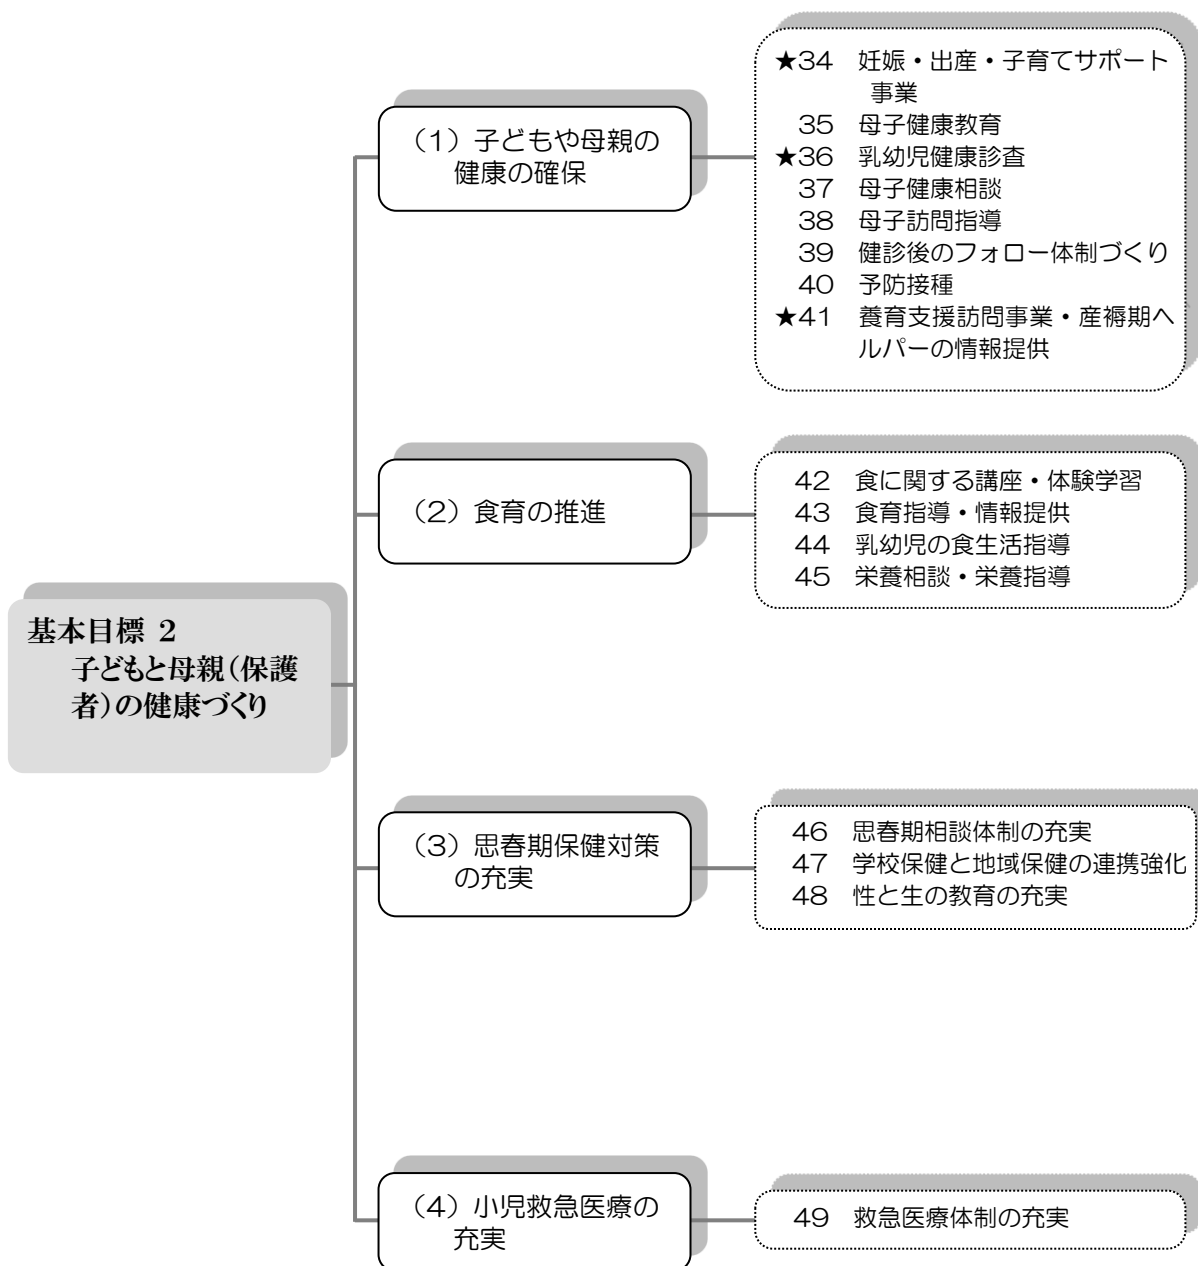 基本目標 2
子どもと母親(保護
者)の健康づくり
(1)子どもや母親の
健康の確保
★34 妊娠・出産・子育てサポート
事業
35 母子健康教育
★36 乳幼児健康診査
37 母子健康相談
38 母子訪問指導
39 健診後のフォロー体制づくり
40 予防接種
★41 養育支援訪問事業・産褥期ヘ
ルパーの情報提供
(2)食育の推進
42 食に関する講座・体験学習
43 食育指導・情報提供
44 乳幼児の食生活指導
45 栄養相談・栄養指導
(3)思春期保健対策
の充実
46 思春期相談体制の充実
47 学校保健と地域保健の連携強化
48 性と生の教育の充実
(4)小児救急医療の
充実
49 救急医療体制の充実